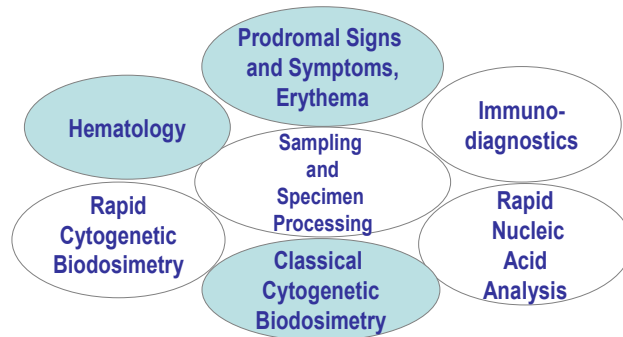 Prodromal Signs
and Symptoms,
Erythema
Hematology
Immuno-
diagnostics
Sampling
and
Specimen
Processing
Rapid
Cytogenetic
Biodosimetry
Rapid
Nucleic
Acid
Analysis
Classical
Cytogenetic
Biodosimetry